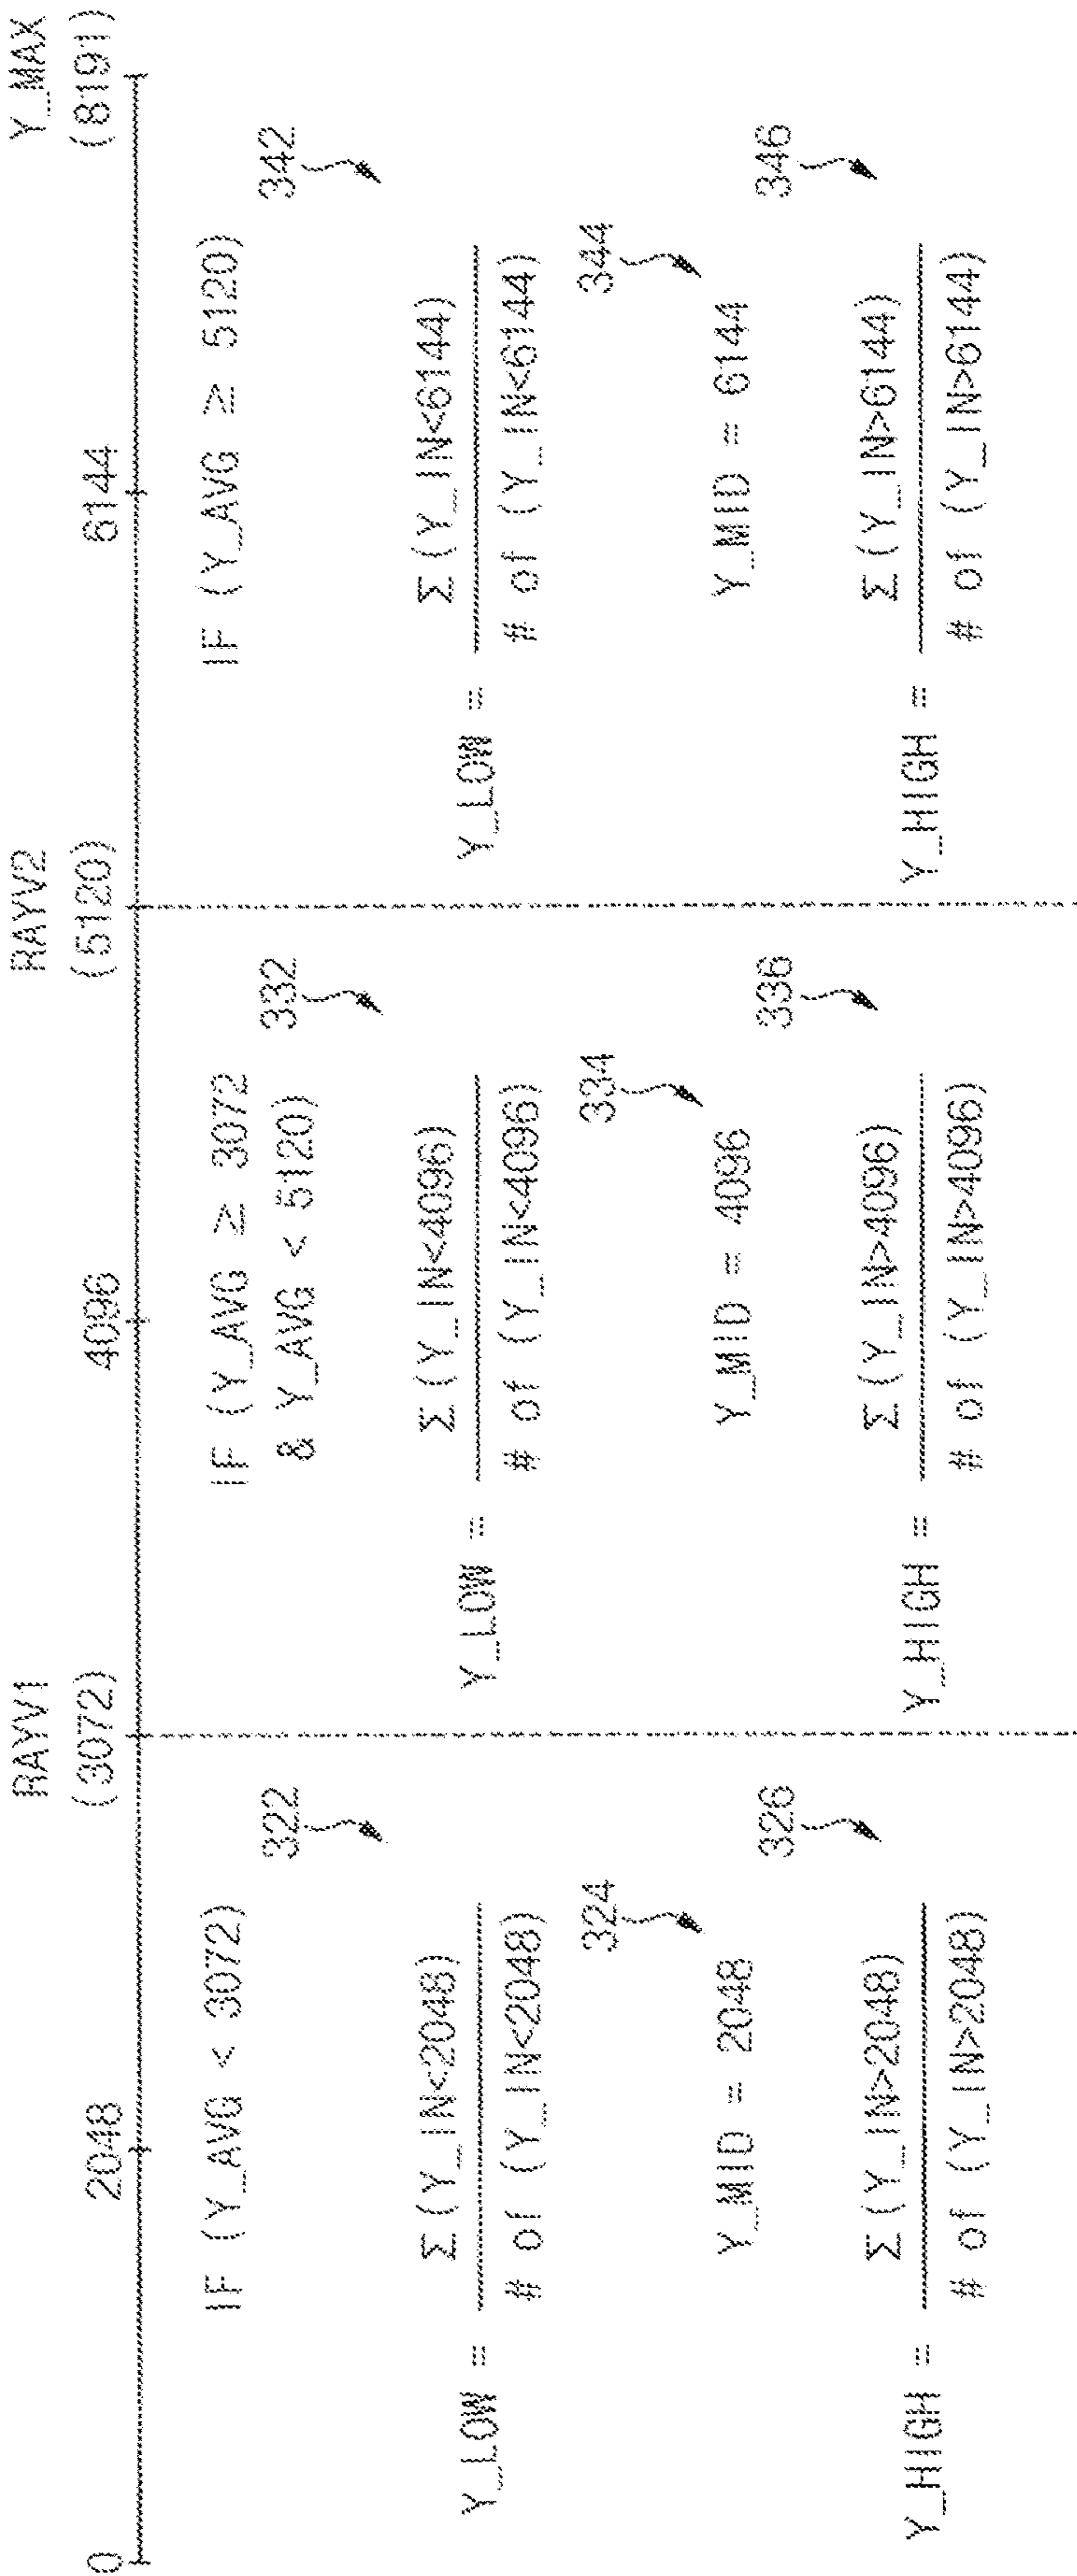 RAYV1 RAYV2 Y_MAX
(3072) (5120) (8191)
0 2048 4096 6144
IF (Y_AVG < 3072)
322
Σ(Y_IN<2048)
Y_LOW =
# of (Y_IN<2048)
324
Y_MID = 2048
326
Σ(Y_IN>2048)
Y_HIGH =
# of (Y_IN>2048)
IF (Y_AVG ≥ 3072
& Y_AVG < 5120)
332
Σ(Y_IN<4096)
Y_LOW =
# of (Y_IN<4096)
334
Y_MID = 4096
336
Σ(Y_IN>4096)
Y_HIGH =
# of (Y_IN>4096)
IF (Y_AVG ≥ 5120)
342
Σ(Y_IN<6144)
Y_LOW =
# of (Y_IN<6144)
344
Y_MID = 6144
346
Σ(Y_IN>6144)
Y_HIGH =
# of (Y_IN>6144)